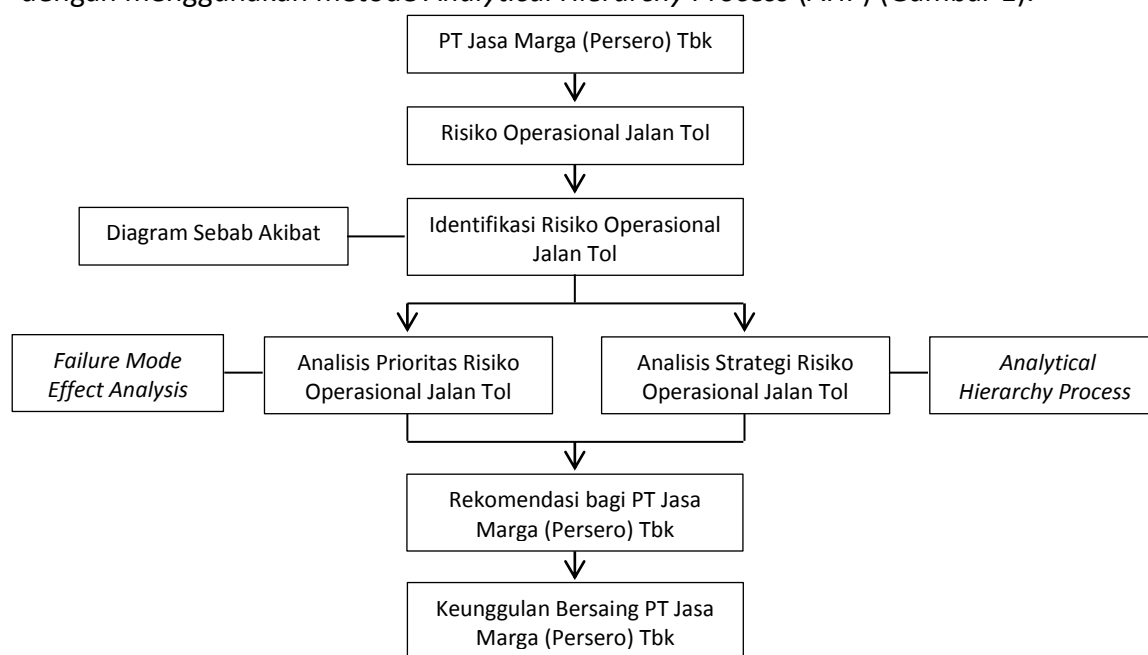 dengan menggunakan metode Analytical Hierarchy Process (AHP) (Gambar 1).
PT Jasa Marga (Persero) Tbk
Risiko Operasional Jalan Tol
Diagram Sebab Akibat
Identifikasi Risiko Operasional
Jalan Tol
Failure Mode
Effect Analysis
Analisis Prioritas Risiko
Operasional Jalan Tol
Analisis Strategi Risiko
Operasional Jalan Tol
Analytical
Hierarchy Process
Rekomendasi bagi PT Jasa
Marga (Persero) Tbk
Keunggulan Bersaing PT Jasa
Marga (Persero) Tbk